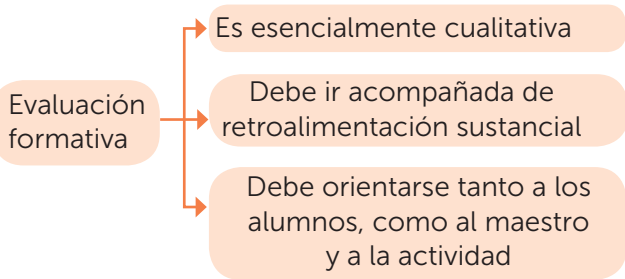 Evaluación
formativa
Es esencialmente cualitativa
Debe ir acompañada de
retroalimentación sustancial
Debe orientarse tanto a los
alumnos, como al maestro
y a la actividad